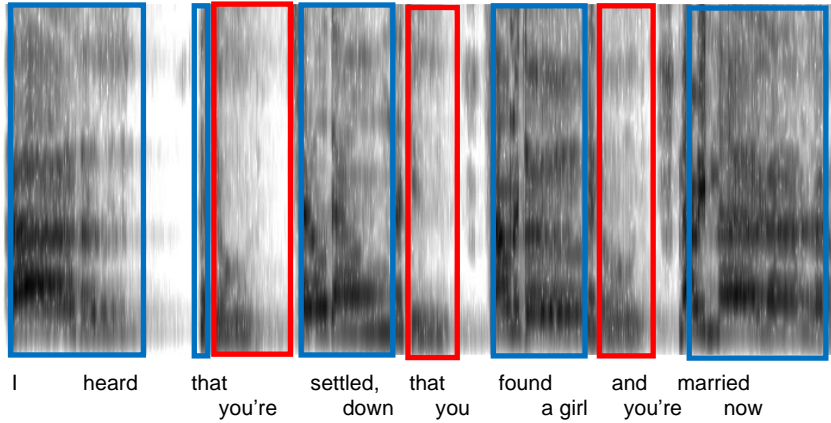 I heard that settled, that found and married
you're down you a girl you're now